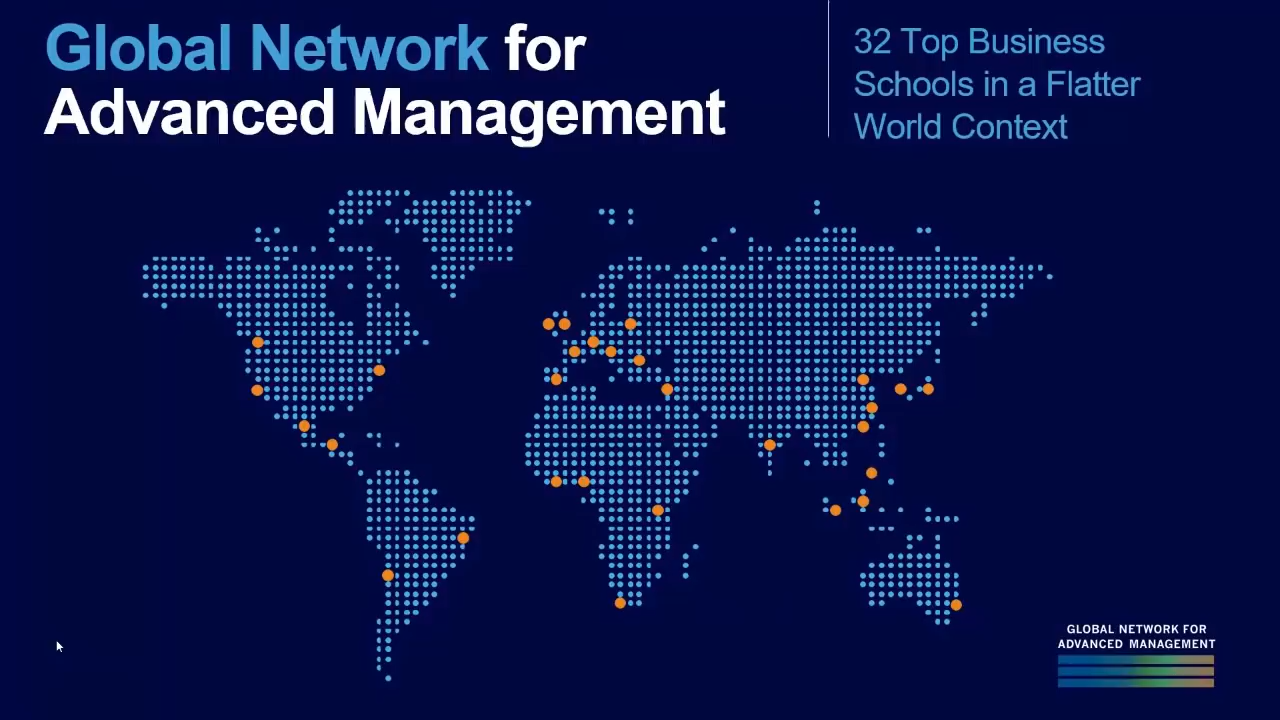 Global Network for
Advanced Management
32 Top Business
Schools in a Flatter
World Context
GLOBAL NETWORK FOR
ADVANCED MANAGEMENT